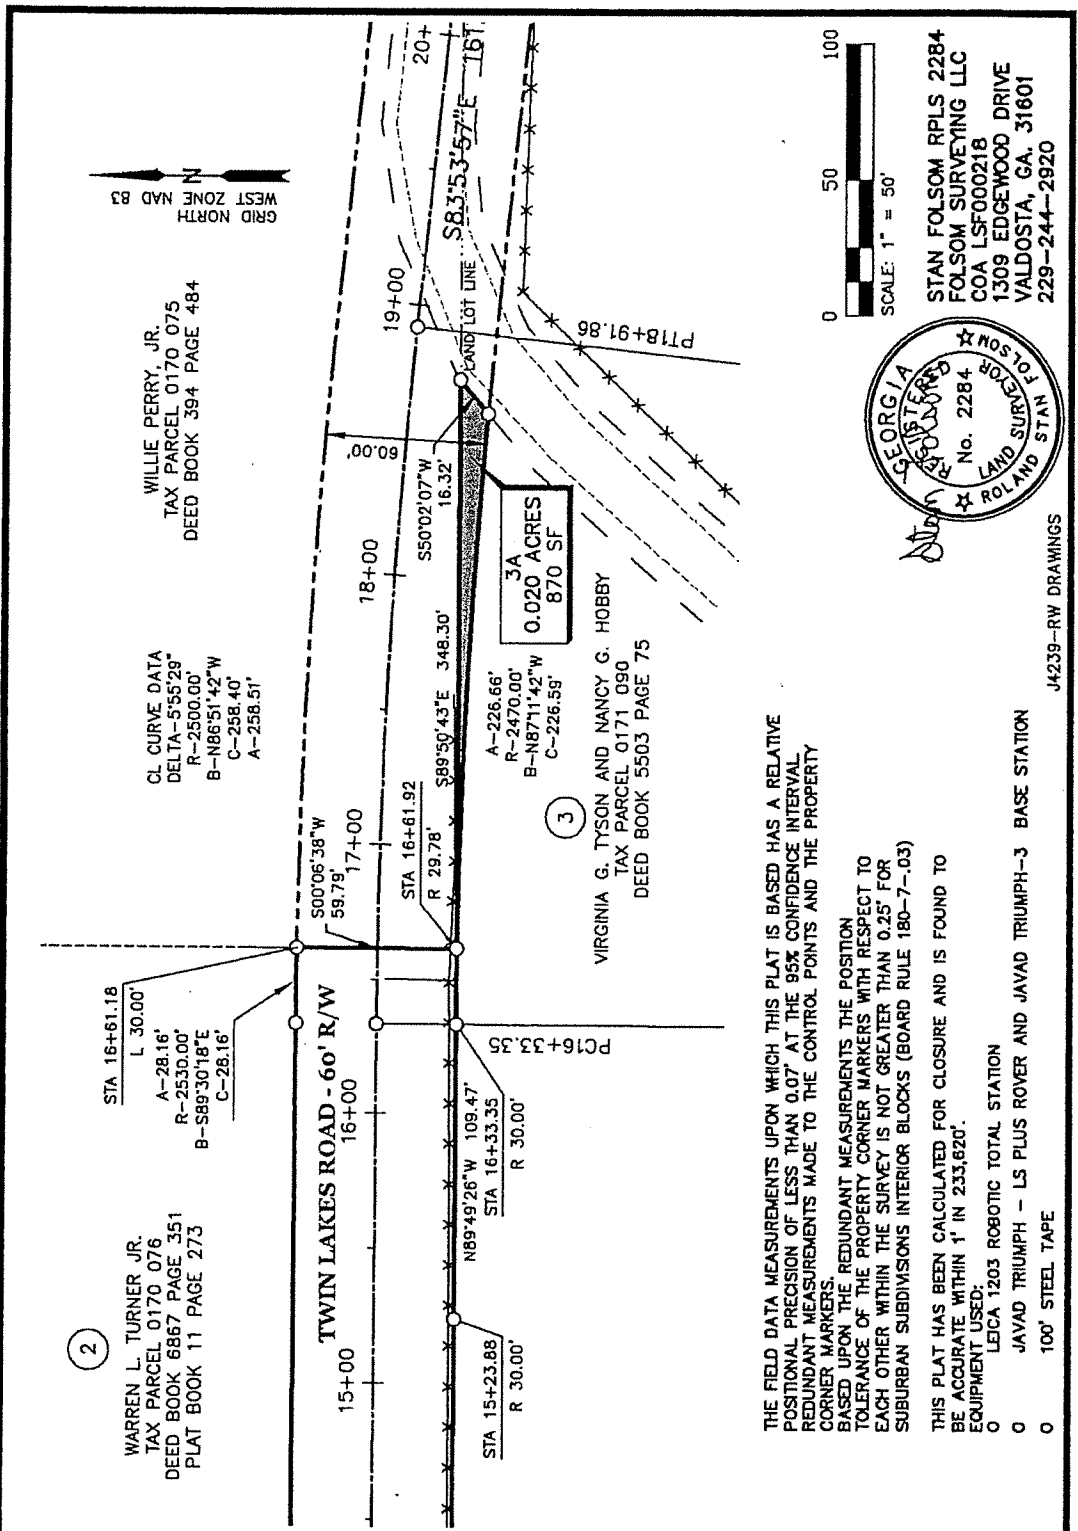 2
WARREN L. TURNER JR.
TAX PARCEL 0170 076
DEED BOOK 6867 PAGE 351
PLAT BOOK 11 PAGE 273
STA 16+61.18
L 30.00'
A-28.16'
R-2530.00'
B-S89°30'18"E
C-28.16'
CL CURVE DATA
DELTA-5°55'29"
R-2500.00'
B-N86°51'42"W
C-258.40'
A-258.51'
WILLIE PERRY, JR.
TAX PARCEL 0170 075
DEED BOOK 394 PAGE 484
GRID NORTH
WEST ZONE NAD 83
N
TWIN LAKES ROAD - 60' R/W
15+00
16+00
17+00
18+00
19+00
20+
S00°06'38"W
59.79'
60.00'
STA 16+61.92
R 29.78'
S89°50'43"E 348.30'
S50°02'07"W
16.32'
LAND LOT LINE
S83°53'57"E 161
STA 15+23.88
R 30.00'
N89°49'26"W 109.47'
STA 16+33.35
R 30.00'
PC16+33.35
PT18+91.86
A-226.66'
R-2470.00'
B-N87°11'42"W
C-226.59'
3A
0.020 ACRES
870 SF
3
VIRGINIA G. TYSON AND NANCY G. HOBBY
TAX PARCEL 0171 090
DEED BOOK 5503 PAGE 75
THE FIELD DATA MEASUREMENTS UPON WHICH THIS PLAT IS BASED HAS A RELATIVE
POSITIONAL PRECISION OF LESS THAN 0.07' AT THE 95% CONFIDENCE INTERVAL
REDUNDANT MEASUREMENTS MADE TO THE CONTROL POINTS AND THE PROPERTY
CORNER MARKERS.
BASED UPON THE REDUNDANT MEASUREMENTS THE POSITION
TOLERANCE OF THE PROPERTY CORNER MARKERS WITH RESPECT TO
EACH OTHER WITHIN THE SURVEY IS NOT GREATER THAN 0.25' FOR
SUBURBAN SUBDIVISIONS INTERIOR BLOCKS (BOARD RULE 180-7-.03)
THIS PLAT HAS BEEN CALCULATED FOR CLOSURE AND IS FOUND TO
BE ACCURATE WITHIN 1' IN 233,620'.
EQUIPMENT USED:
O LEICA 1203 ROBOTIC TOTAL STATION
O JAVAD TRIUMPH - LS PLUS ROVER AND JAVAD TRIUMPH-3 BASE STATION
O 100' STEEL TAPE
0 50 100
SCALE: 1" = 50'
GEORGIA
REGISTERED
No. 2284
LAND SURVEYOR
ROLAND STAN FOLSOM
STAN FOLSOM RPLS 2284
FOLSOM SURVEYING LLC
COA LSF000218
1309 EDGEWOOD DRIVE
VALDOSTA, GA. 31601
229-244-2920
J4239-RW DRAWINGS